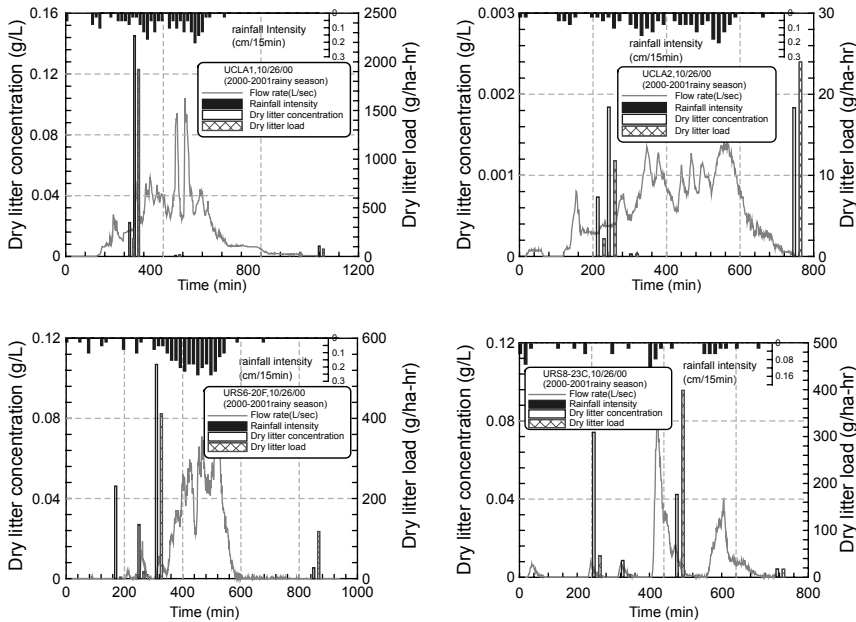 Dry litter concentration (g/L)
0.16
0.12
0.08
0.04
0
0
400
800
1200
Time (min)
2500
2000
1500
1000
500
0
Dry litter load (g/ha-hr)
0
0.1
0.2
0.3
rainfall Intensity
(cm/15min)
UCLA1,10/26/00
(2000-2001rainy season)
Flow rate(L/sec)
Rainfall intensity
Dry litter concentration
Dry litter load
Dry litter concentration (g/L)
0.003
0.002
0.001
0
0
200
400
600
800
Time (min)
30
20
10
0
Dry litter load (g/ha-hr)
0
0.1
0.2
0.3
rainfall intensity
(cm/15min)
UCLA2,10/26/00
(2000-2001rainy season)
Flow rate(L/sec)
Rainfall intensity
Dry litter concentration
Dry litter load
Dry litter concentration (g/L)
0.12
0.08
0.04
0
0
200
400
600
800
1000
Time (min)
600
400
200
0
Dry litter load (g/ha-hr)
0
0.1
0.2
0.3
rainfall intensity
(cm/15min)
URS6-20F,10/26/00
(2000-2001rainy season)
Flow rate(L/sec)
Rainfall intensity
Dry litter concentration
Dry litter load
Dry litter concentration (g/L)
0.12
0.08
0.04
0
0
200
400
600
800
Time (min)
500
400
300
200
100
0
Dry litter load (g/ha-hr)
0
0.08
0.16
rainfall intensity
(cm/15min)
URS8-23C,10/26/00
(2000-2001rainy season)
Flow rate(L/sec)
Rainfall intensity
Dry litter concentration
Dry litter load